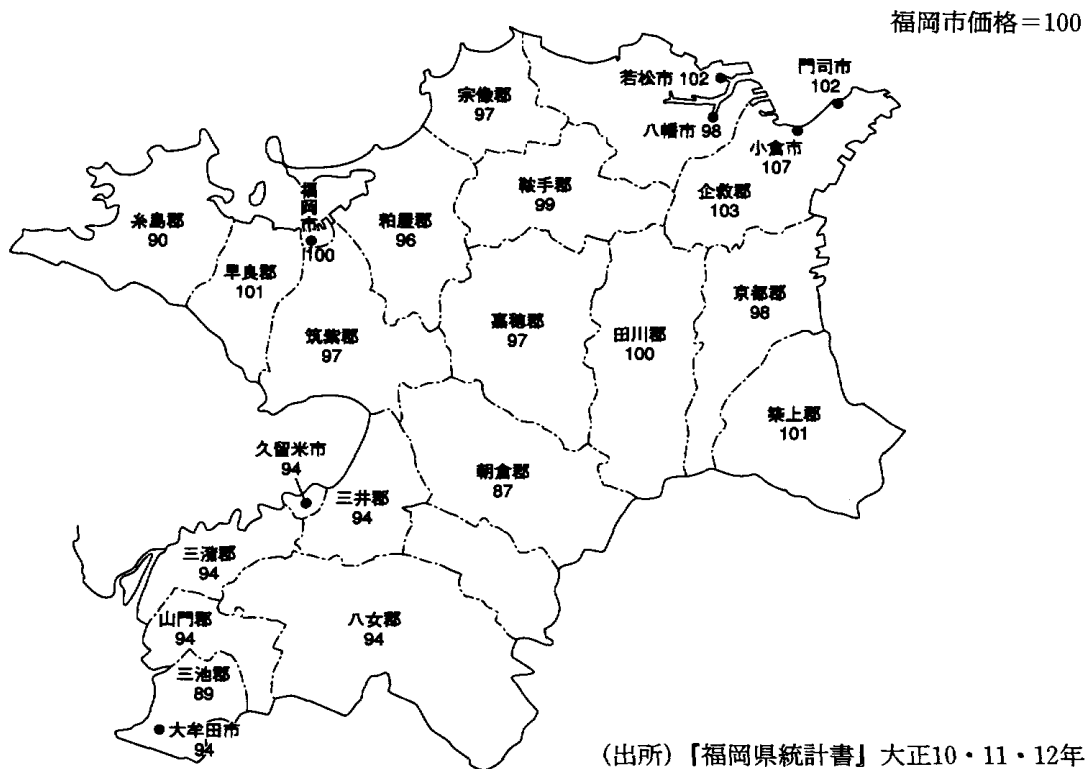 福岡市価格=100
若松市 102
門司市
102
宗像郡
97
八幡市 98
小倉市
107
鞍手郡
99
企救郡
103
糸島郡
90
福岡市
100
粕屋郡
96
早良郡
101
京都郡
98
筑紫郡
97
嘉穂郡
97
田川郡
100
築上郡
101
久留米市
94
三井郡
94
朝倉郡
87
三潴郡
94
山門郡
94
八女郡
94
三池郡
89
大牟田市
94
(出所)『福岡県統計書』大正10・11・12年